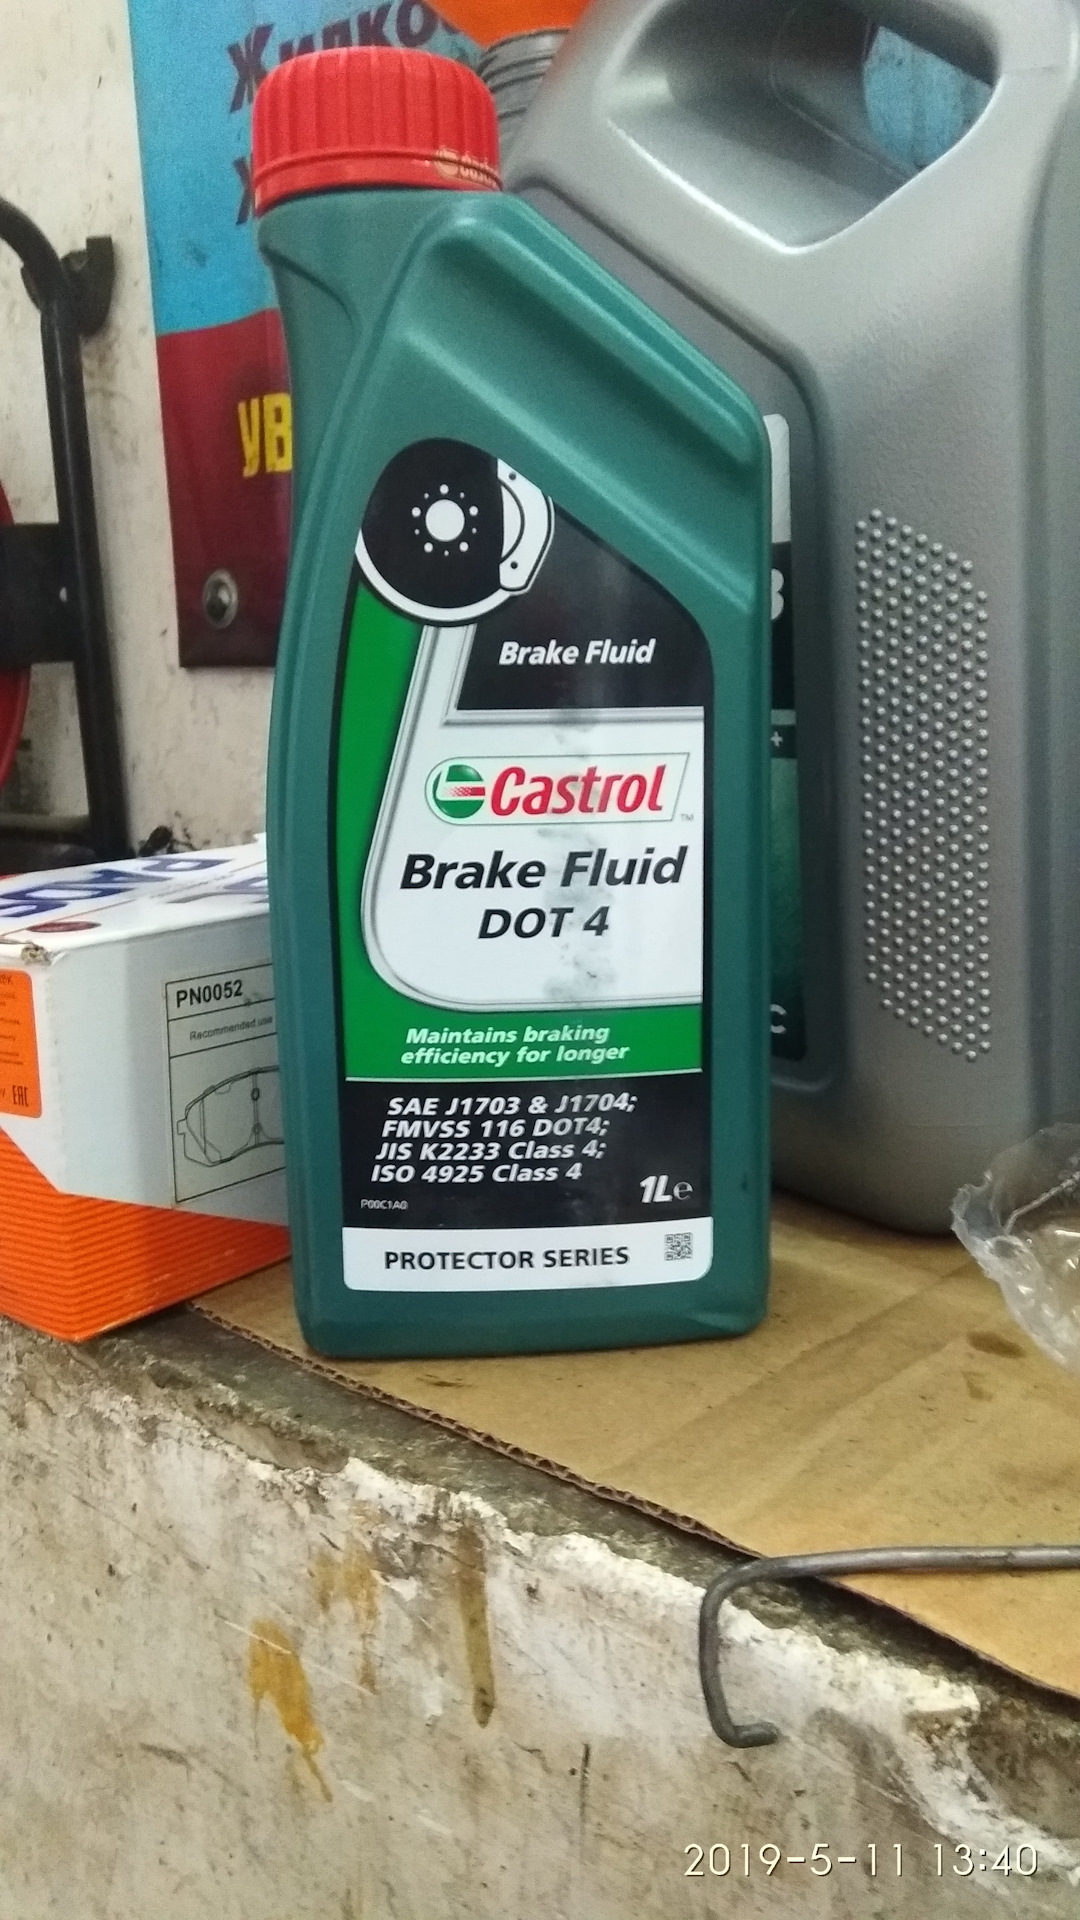 УВ
Brake Fluid
Castrol
™
Brake Fluid
DOT 4
Maintains braking
efficiency for longer
SAE J1703 & J1704;
FMVSS 116 DOT4;
JIS K2233 Class 4;
ISO 4925 Class 4
1L e
P00C1A0
PROTECTOR SERIES
PN0052
Recommended use
EAC
2019-5-11 13:40